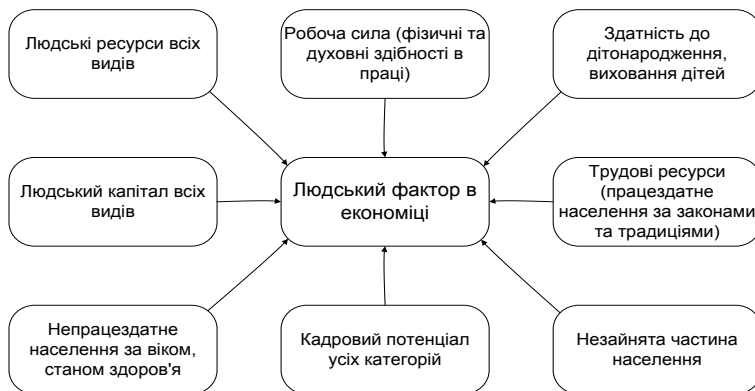 Людські ресурси всіх
видів
Робоча сила (фізичні та
духовні здібності в
праці)
Здатність до
дітонародження,
виховання дітей
Людський капітал всіх
видів
Людський фактор в
економіці
Трудові ресурси
(працездатне
населення за законами
та традиціями)
Непрацездатне
населення за віком,
станом здоров'я
Кадровий потенціал
усіх категорій
Незайнята частина
населення